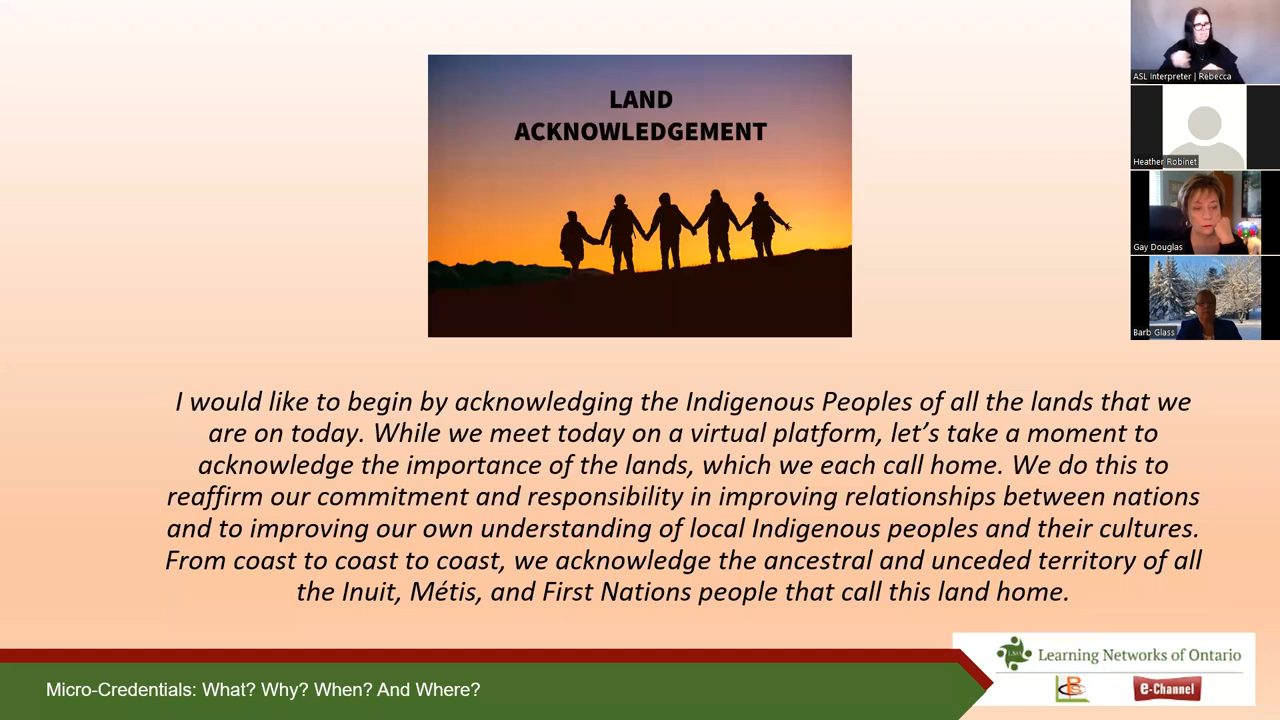 LAND
ACKNOWLEDGEMENT
I would like to begin by acknowledging the Indigenous Peoples of all the lands that we
are on today. While we meet today on a virtual platform, let’s take a moment to
acknowledge the importance of the lands, which we each call home. We do this to
reaffirm our commitment and responsibility in improving relationships between nations
and to improving our own understanding of local Indigenous peoples and their cultures.
From coast to coast to coast, we acknowledge the ancestral and unceded territory of all
the Inuit, Métis, and First Nations people that call this land home.
Micro-Credentials: What? Why? When? And Where?
LNO
Learning Networks of Ontario
e-Channel
ASL Interpreter | Rebecca
Heather Robinet
Gay Douglas
Barb Glass